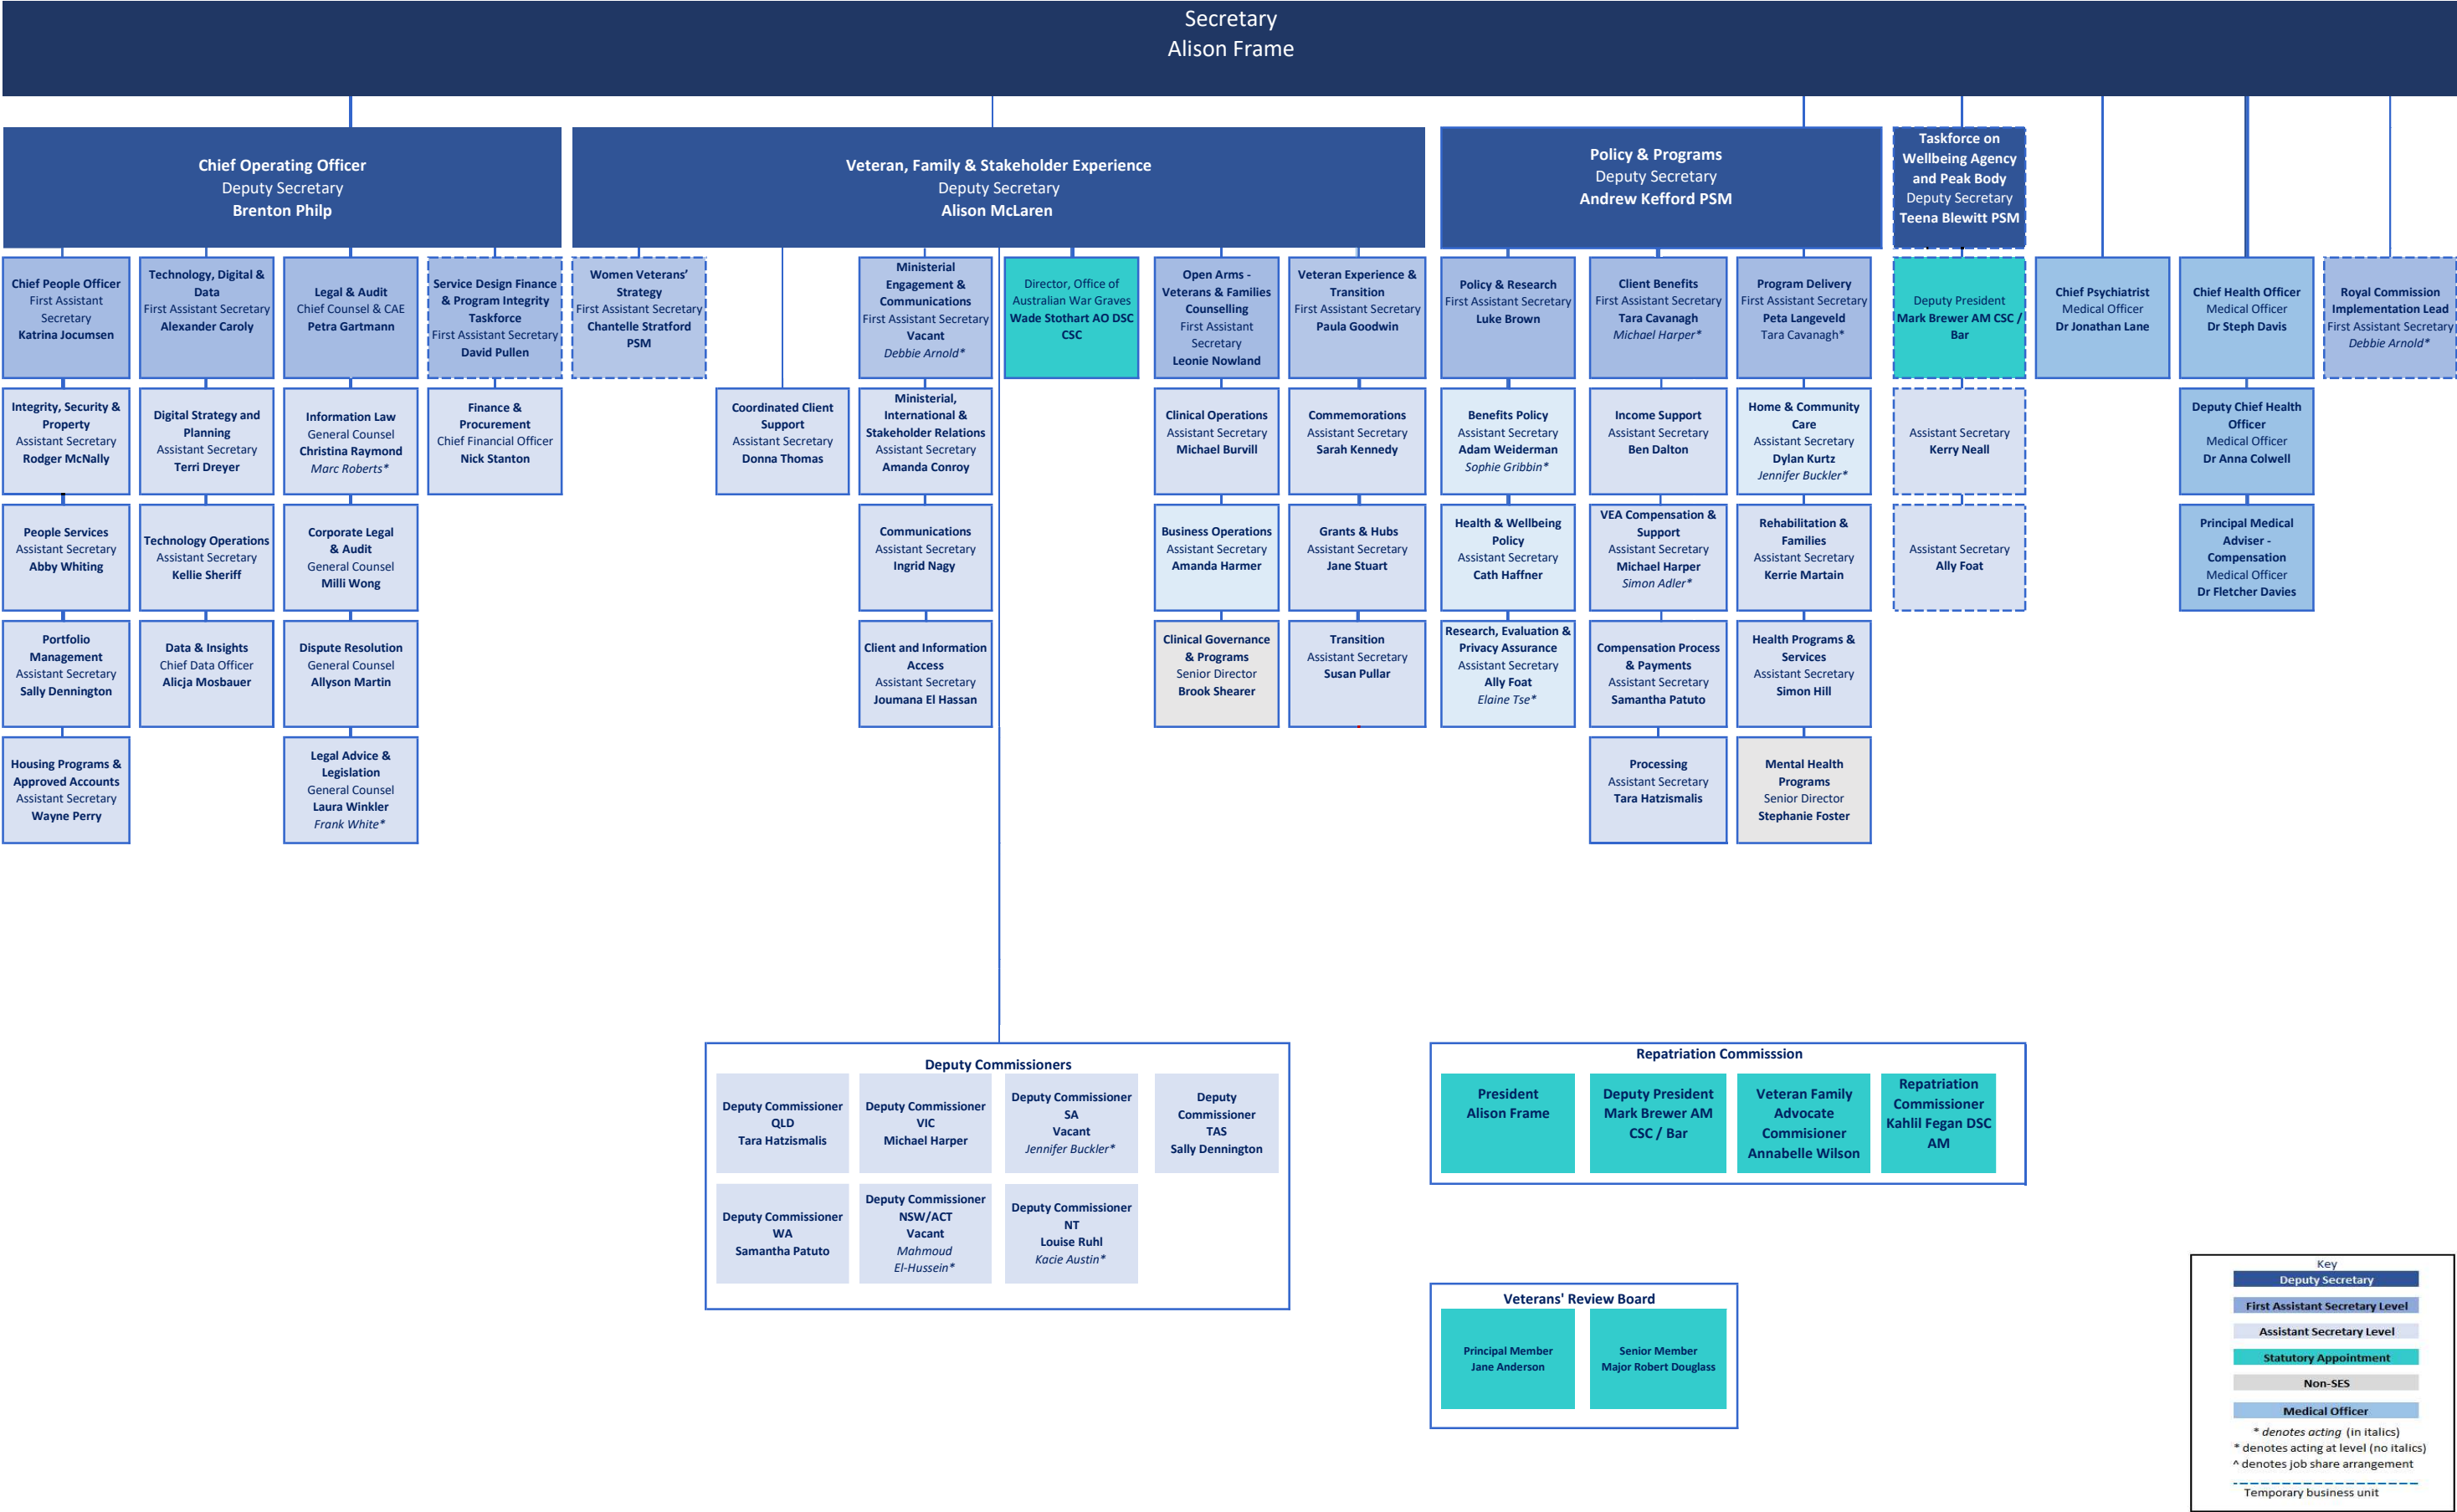 Secretary
Alison Frame
Chief Operating Officer
Deputy Secretary
Brenton Philp
Veteran, Family & Stakeholder Experience
Deputy Secretary
Alison McLaren
Policy & Programs
Deputy Secretary
Andrew Kefford PSM
Taskforce on
Wellbeing Agency
and Peak Body
Deputy Secretary
Teena Blewitt PSM
Chief People Officer
First Assistant
Secretary
Katrina Jocumsen
Technology, Digital &
Data
First Assistant Secretary
Alexander Caroly
Legal & Audit
Chief Counsel & CAE
Petra Gartmann
Service Design Finance
& Program Integrity
Taskforce
First Assistant Secretary
David Pullen
Women Veterans'
Strategy
First Assistant Secretary
Chantelle Stratford
PSM
Ministerial
Engagement &
Communications
First Assistant Secretary
Vacant
Debbie Arnold*
Director, Office of
Australian War Graves
Wade Stothart AO DSC
CSC
Open Arms -
Veterans & Families
Counselling
First Assistant
Secretary
Leonie Nowland
Veteran Experience &
Transition
First Assistant Secretary
Paula Goodwin
Policy & Research
First Assistant Secretary
Luke Brown
Client Benefits
First Assistant Secretary
Tara Cavanagh
Michael Harper*
Program Delivery
First Assistant Secretary
Peta Langeveld
Tara Cavanagh*
Deputy President
Mark Brewer AM CSC /
Bar
Chief Psychiatrist
Medical Officer
Dr Jonathan Lane
Chief Health Officer
Medical Officer
Dr Steph Davis
Royal Commission
Implementation Lead
First Assistant Secretary
Debbie Arnold*
Integrity, Security &
Property
Assistant Secretary
Rodger McNally
Digital Strategy and
Planning
Assistant Secretary
Terri Dreyer
Information Law
General Counsel
Christina Raymond
Marc Roberts*
Finance &
Procurement
Chief Financial Officer
Nick Stanton
Coordinated Client
Support
Assistant Secretary
Donna Thomas
Ministerial,
International &
Stakeholder Relations
Assistant Secretary
Amanda Conroy
Clinical Operations
Assistant Secretary
Michael Burvill
Commemorations
Assistant Secretary
Sarah Kennedy
Benefits Policy
Assistant Secretary
Adam Weiderman
Sophie Gribbin*
Income Support
Assistant Secretary
Ben Dalton
Home & Community
Care
Assistant Secretary
Dylan Kurtz
Jennifer Buckler*
Assistant Secretary
Kerry Neall
Deputy Chief Health
Officer
Medical Officer
Dr Anna Colwell
People Services
Assistant Secretary
Abby Whiting
Technology Operations
Assistant Secretary
Kellie Sheriff
Corporate Legal
& Audit
General Counsel
Milli Wong
Communications
Assistant Secretary
Ingrid Nagy
Business Operations
Assistant Secretary
Amanda Harmer
Grants & Hubs
Assistant Secretary
Jane Stuart
Health & Wellbeing
Policy
Assistant Secretary
Cath Haffner
VEA Compensation &
Support
Assistant Secretary
Michael Harper
Simon Adler*
Rehabilitation &
Families
Assistant Secretary
Kerrie Martain
Assistant Secretary
Ally Foat
Principal Medical
Adviser -
Compensation
Medical Officer
Dr Fletcher Davies
Portfolio
Management
Assistant Secretary
Sally Dennington
Data & Insights
Chief Data Officer
Alicja Mosbauer
Dispute Resolution
General Counsel
Allyson Martin
Client and Information
Access
Assistant Secretary
Joumana El Hassan
Clinical Governance
& Programs
Senior Director
Brook Shearer
Transition
Assistant Secretary
Susan Pullar
Research, Evaluation &
Privacy Assurance
Assistant Secretary
Ally Foat
Elaine Tse*
Compensation Process
& Payments
Assistant Secretary
Samantha Patuto
Health Programs &
Services
Assistant Secretary
Simon Hill
Housing Programs &
Approved Accounts
Assistant Secretary
Wayne Perry
Legal Advice &
Legislation
General Counsel
Laura Winkler
Frank White*
Processing
Assistant Secretary
Tara Hatzismalis
Mental Health
Programs
Senior Director
Stephanie Foster
Deputy Commissioners
Deputy Commissioner
QLD
Tara Hatzismalis
Deputy Commissioner
VIC
Michael Harper
Deputy Commissioner
SA
Vacant
Jennifer Buckler*
Deputy
Commissioner
TAS
Sally Dennington
Deputy Commissioner
WA
Samantha Patuto
Deputy Commissioner
NSW/ACT
Vacant
Mahmoud
El-Hussein*
Deputy Commissioner
NT
Louise Ruhl
Kacie Austin*
Repatriation Commisssion
President
Alison Frame
Deputy President
Mark Brewer AM
CSC / Bar
Veteran Family
Advocate
Commisioner
Annabelle Wilson
Repatriation
Commissioner
Kahlil Fegan DSC
AM
Veterans' Review Board
Principal Member
Jane Anderson
Senior Member
Major Robert Douglass
Key
Deputy Secretary
First Assistant Secretary Level
Assistant Secretary Level
Statutory Appointment
Non-SES
Medical Officer
* denotes acting (in italics)
* denotes acting at level (no italics)
^ denotes job share arrangement
Temporary business unit